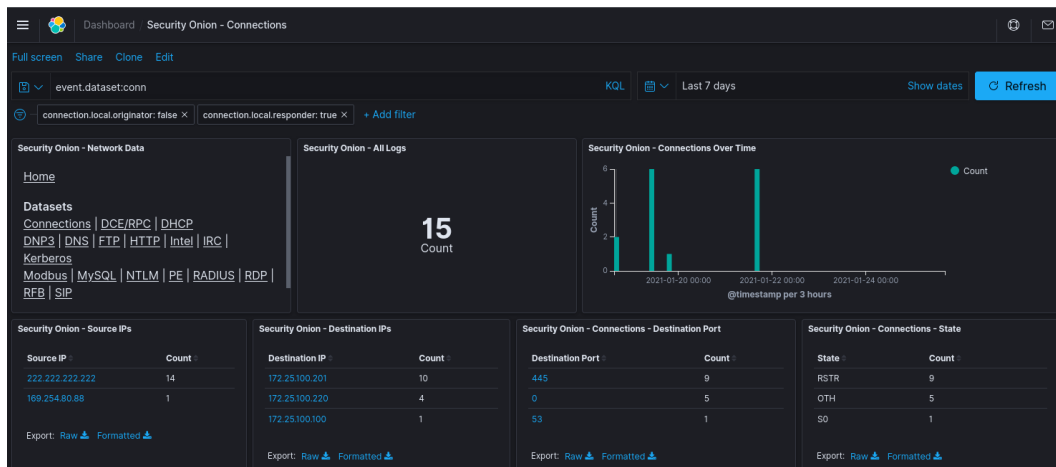 Dashboard Security Onion - Connections
Full screen Share Clone Edit
event.dataset:conn KQL Last 7 days Show dates Refresh
connection.local.originator: false × connection.local.responder: true × + Add filter
Security Onion - Network Data
Home
Datasets
Connections | DCE/RPC | DHCP
DNP3 | DNS | FTP | HTTP | Intel | IRC |
Kerberos
Modbus | MySQL | NTLM | PE | RADIUS | RDP |
RFB | SIP
Security Onion - All Logs
15
Count
Security Onion - Connections Over Time
Count
6
4
2
0
2021-01-20 00:00 2021-01-22 00:00 2021-01-24 00:00
@timestamp per 3 hours
Count
Security Onion - Source IPs
Source IP Count
222.222.222.222 14
169.254.80.88 1
Export: Raw Formatted
Security Onion - Destination IPs
Destination IP Count
172.25.100.201 10
172.25.100.220 4
172.25.100.100 1
Export: Raw Formatted
Security Onion - Connections - Destination Port
Destination Port Count
445 9
0 5
53 1
Export: Raw Formatted
Security Onion - Connections - State
State Count
RSTR 9
OTH 5
S0 1
Export: Raw Formatted